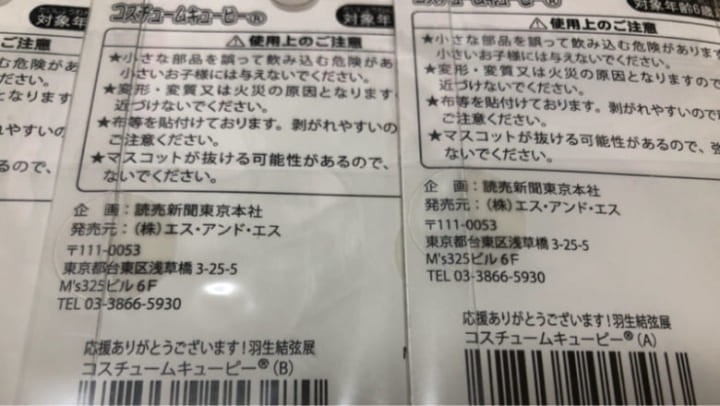 対象年
コスチュームキューピー®
⚠使用上のご注意
★小さな部品を誤って飲み込む危険があ
小さいお子様には与えないでください。
★変形・変質又は火災の原因となります
近づけないでください。
★布等を貼付けております。剥がれやすいの
ご注意ください。
★マスコットが抜ける可能性があるので、
ないでください。
企 画：読売新聞東京本社
発売元：(株)エス・アンド・エス
〒111-0053
東京都台東区浅草橋 3-25-5
M's325ビル 6F
TEL 03-3866-5930
応援ありがとうございます!羽生結弦展
コスチュームキューピー®(B)
コスチュームキューピー®
対象年齢6歳
⚠使用上のご注意
★小さな部品を誤って飲み込む危険がありま
小さいお子様には与えないでください。
★変形・変質又は火災の原因となりますので
近づけないでください。
★布等を貼付けております。剥がれやすいの
ご注意ください。
★マスコットが抜ける可能性があるので、強
ないでください。
企 画：読売新聞東京本社
発売元：(株)エス・アンド・エス
〒111-0053
東京都台東区浅草橋 3-25-5
M's325ビル 6F
TEL 03-3866-5930
応援ありがとうございます!羽生結弦展
コスチュームキューピー®(A)